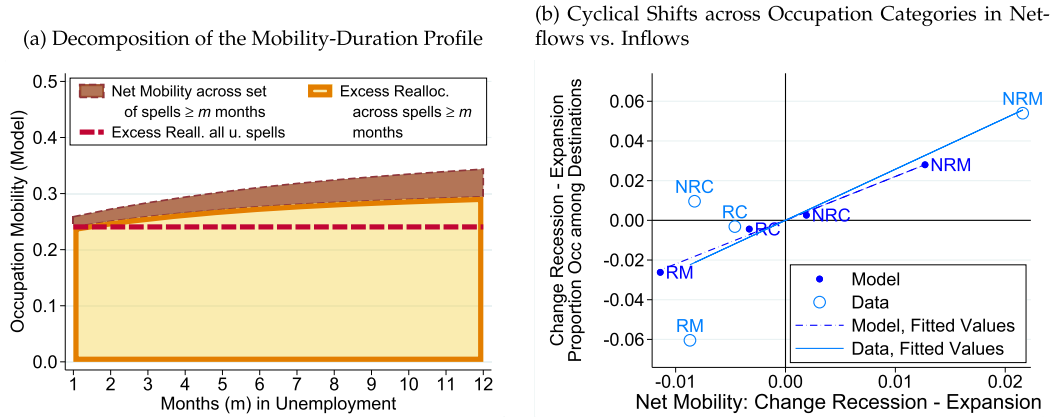 (a) Decomposition of the Mobility-Duration Profile
Occupation Mobility (Model)
0.5
0.4
0.3
0.2
0.1
0.0
Net Mobility across set
of spells ≥ m months
Excess Reall. all u. spells
Excess Realloc.
across spells ≥ m
months
1 2 3 4 5 6 7 8 9 10 11 12
Months (m) in Unemployment
(b) Cyclical Shifts across Occupation Categories in Net-
flows vs. Inflows
Change Recession - Expansion
Proportion Occ among Destinations
0.06
0.04
0.02
0.00
-0.02
-0.04
-0.06
NRM
NRM
NRC
RC
NRC
RC
RM
RM
Model
Data
Model, Fitted Values
Data, Fitted Values
-0.01 0.00 0.01 0.02
Net Mobility: Change Recession - Expansion